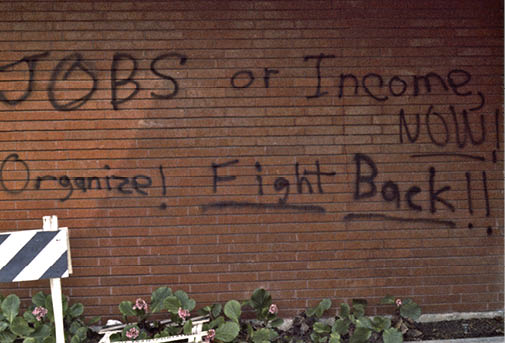 JOBS or Income,
NOW!
Organize! Fight Back!!